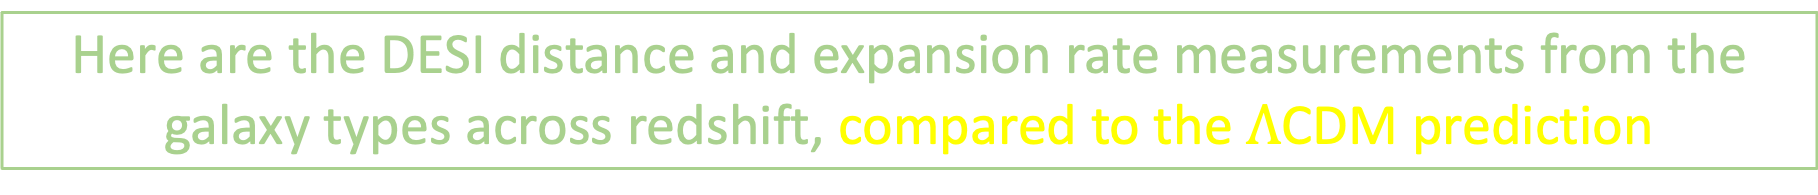 Here are the DESI distance and expansion rate measurements from the
galaxy types across redshift, compared to the ΛCDM prediction